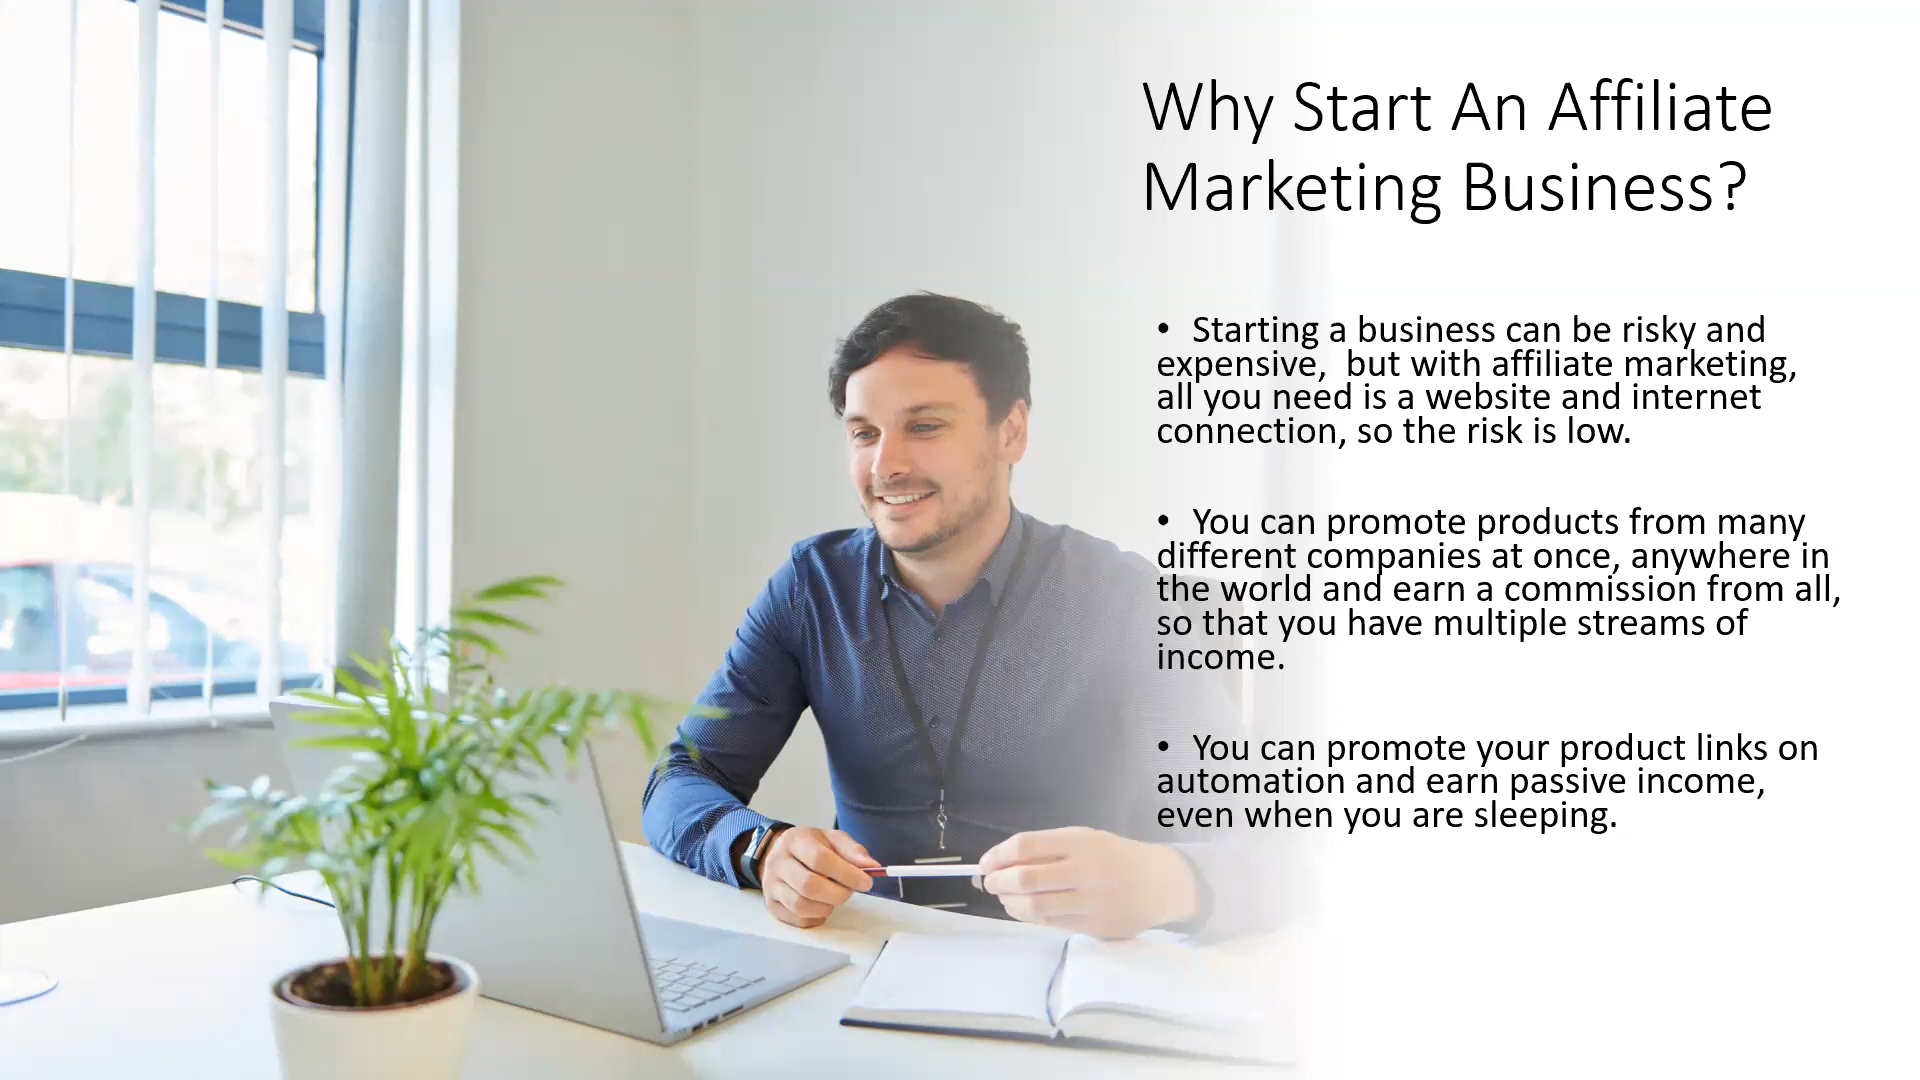 Why Start An Affiliate
Marketing Business?
• Starting a business can be risky and
expensive,  but with affiliate marketing,
all you need is a website and internet
connection, so the risk is low.
• You can promote products from many
different companies at once, anywhere in
the world and earn a commission from all,
so that you have multiple streams of
income.
• You can promote your product links on
automation and earn passive income,
even when you are sleeping.